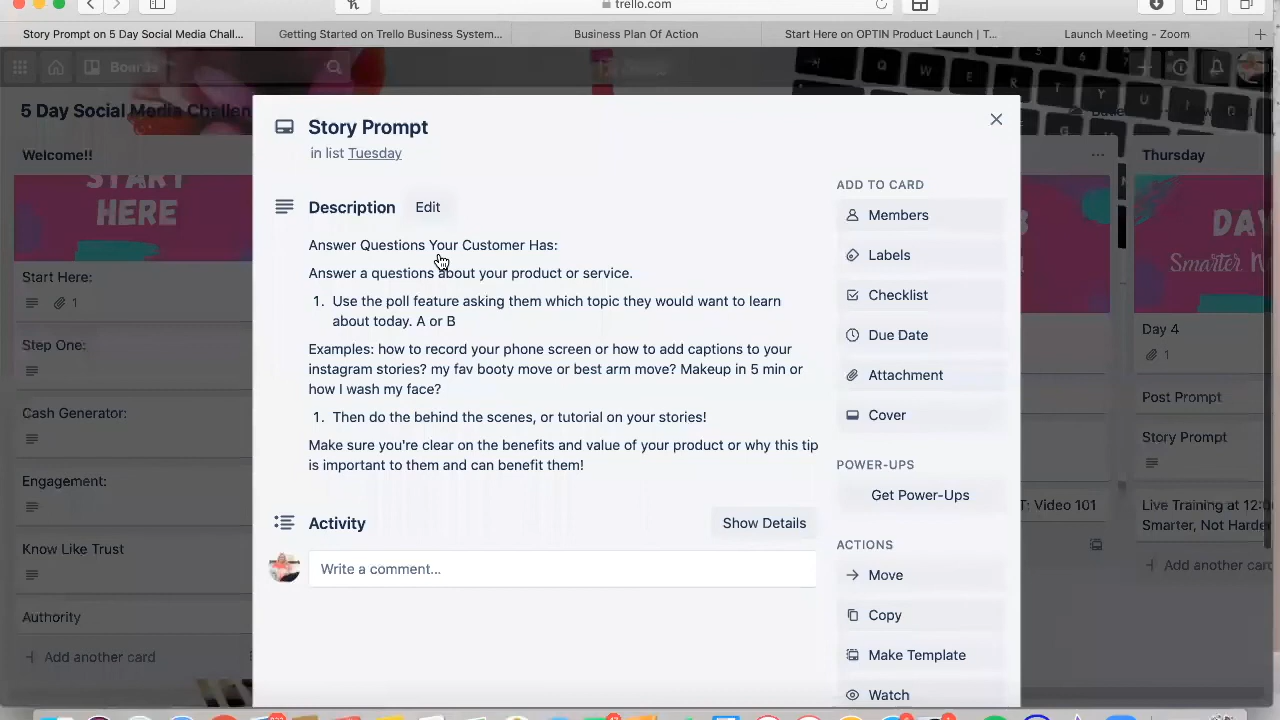 trello.com
Story Prompt on 5 Day Social Media Chall...
Getting Started on Trello Business System...
Business Plan Of Action
Start Here on OPTIN Product Launch | T...
Launch Meeting - Zoom
Boards
5 Day Social Media Challen
Welcome!!
START
HERE
Start Here:
1
Step One:
Cash Generator:
Engagement:
Know Like Trust
Authority
Add another card
Story Prompt
in list Tuesday
Description
Edit
Answer Questions Your Customer Has:
Answer a questions about your product or service.
1. Use the poll feature asking them which topic they would want to learn
about today. A or B
Examples: how to record your phone screen or how to add captions to your
instagram stories? my fav booty move or best arm move? Makeup in 5 min or
how I wash my face?
1. Then do the behind the scenes, or tutorial on your stories!
Make sure you're clear on the benefits and value of your product or why this tip
is important to them and can benefit them!
Activity
Show Details
Write a comment...
ADD TO CARD
Members
Labels
Checklist
Due Date
Attachment
Cover
POWER-UPS
Get Power-Ups
ACTIONS
Move
Copy
Make Template
Watch
T: Video 101
Thursday
DAY
Smarter, N
Day 4
1
Post Prompt
Story Prompt
Live Training at 12:0
Smarter, Not Harder
Add another card